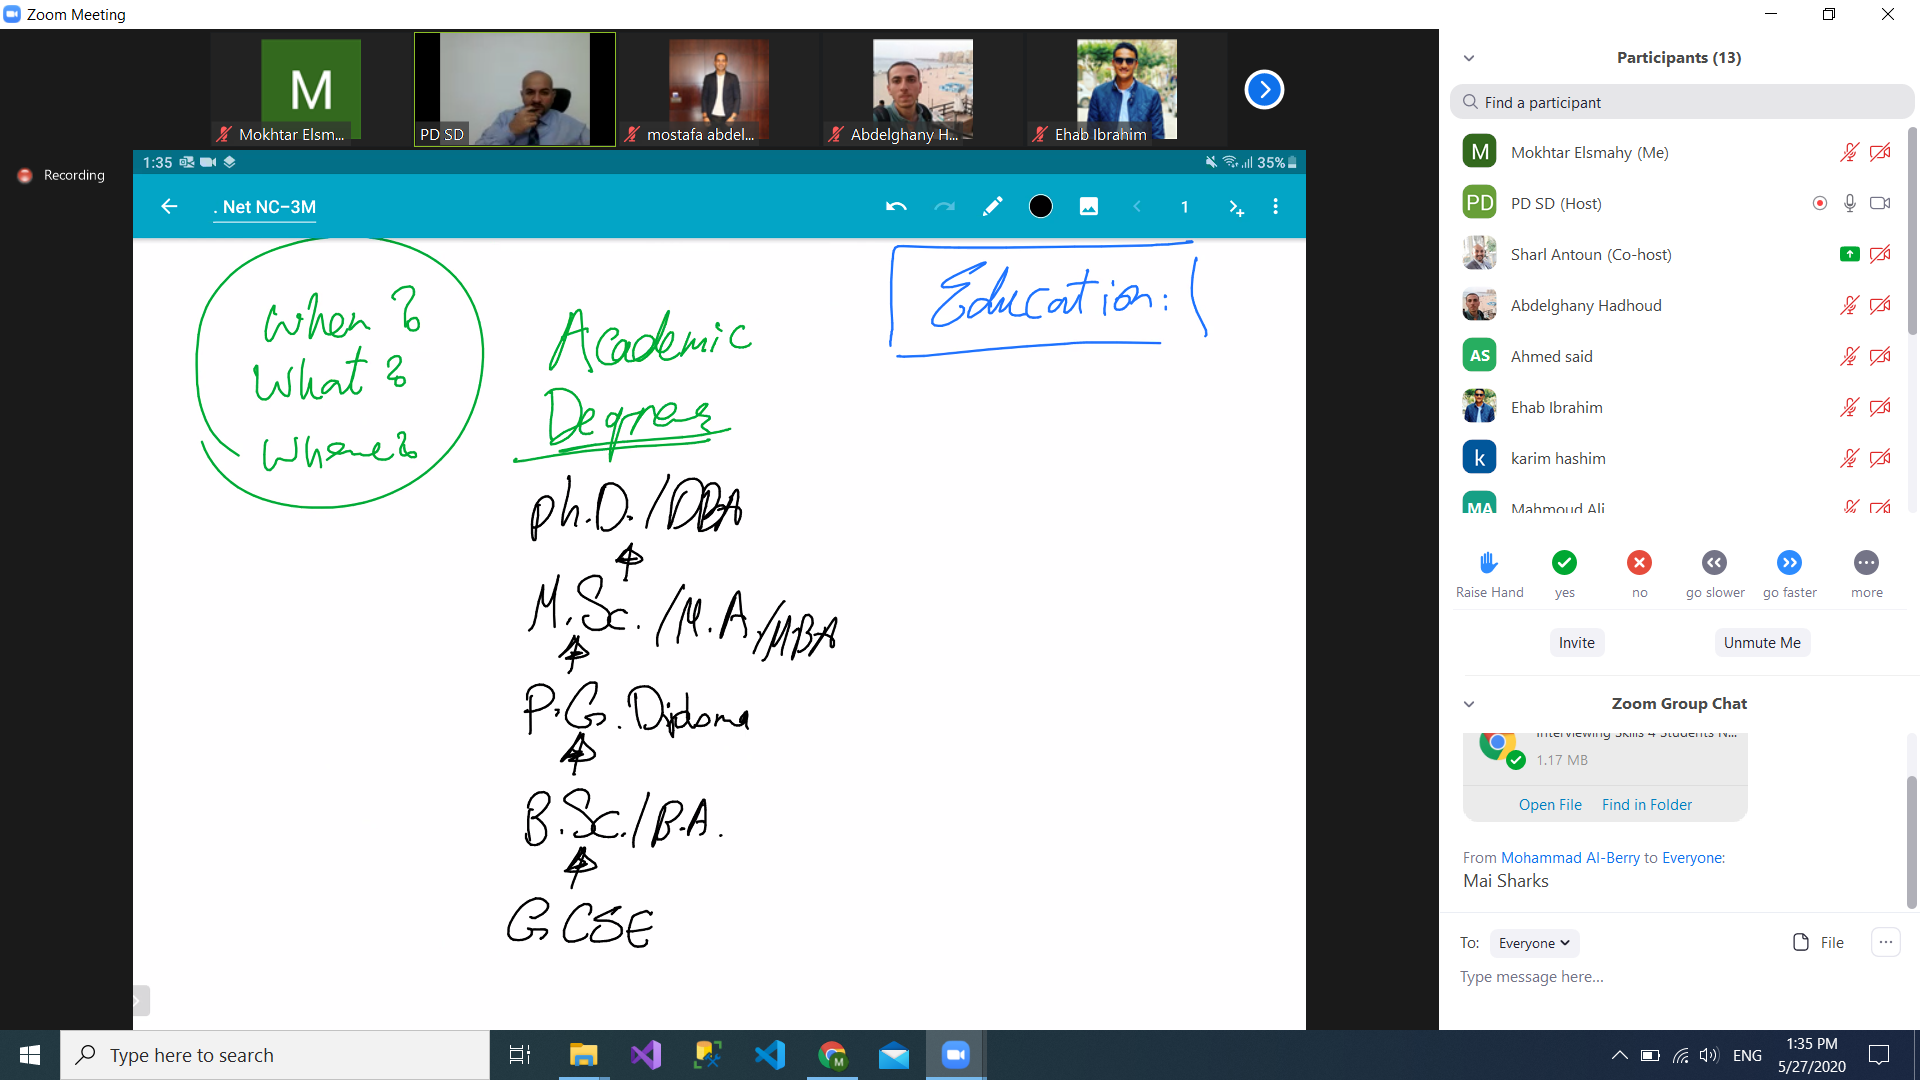 Zoom Meeting
M
Mokhtar Elsm...
PD SD
mostafa abdel...
Abdelghany H...
Ehab Ibrahim
Recording
1:35
35%
. Net NC-3M
1
When?
What?
Where?
Academic
Degrees
Education:
ph.D./DBA
M.Sc./M.A./MBA
P.G.Diploma
B.Sc./B.A.
GCSE
Participants (13)
Find a participant
M Mokhtar Elsmahy (Me)
PD PD SD (Host)
Sharl Antoun (Co-host)
Abdelghany Hadhoud
AS Ahmed said
Ehab Ibrahim
k karim hashim
MA Mahmoud Ali
Raise Hand yes no go slower go faster more
Invite Unmute Me
Zoom Group Chat
Interviewing Skills 4 Students N...
1.17 MB
Open File Find in Folder
From Mohammad Al-Berry to Everyone:
Mai Sharks
To: Everyone File
Type message here...
Type here to search
M
ENG
1:35 PM
5/27/2020